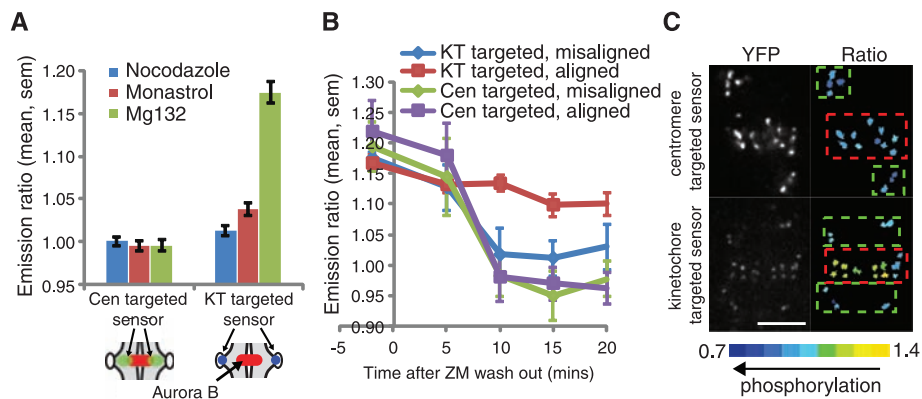 A
Emission ratio (mean, sem)
1.20
1.15
1.10
1.05
1.00
0.95
Nocodazole
Monastrol
Mg132
Cen targeted
sensor
KT targeted
sensor
Aurora B
B
Emission ratio (mean, sem)
KT targeted, misaligned
KT targeted, aligned
Cen targeted, misaligned
Cen targeted, aligned
1.30
1.25
1.20
1.15
1.10
1.05
1.00
0.95
0.90
-5
0
5
10
15
20
Time after ZM wash out (mins)
C
YFP
Ratio
centromere
targeted sensor
kinetochore
targeted sensor
0.7
1.4
phosphorylation